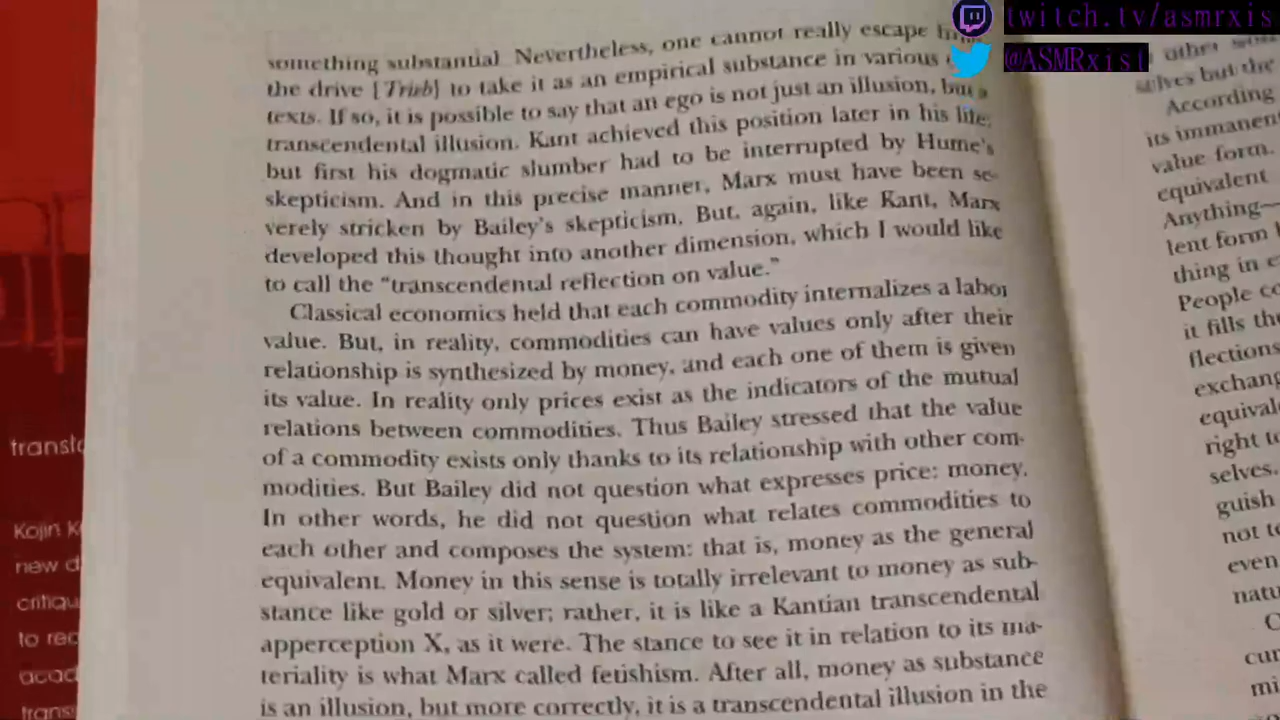 twitch.tv/asmrxis
@ASMRxist
something substantial. Nevertheless, one cannot really escape
the drive [Trieb] to take it as an empirical substance in various
texts. If so, it is possible to say that an ego is not just an illusion, but a
transcendental illusion. Kant achieved this position later in his life;
but first his dogmatic slumber had to be interrupted by Hume's
skepticism. And in this precise manner, Marx must have been se-
verely stricken by Bailey's skepticism. But, again, like Kant, Marx
developed this thought into another dimension, which I would like
to call the “transcendental reflection on value.”
Classical economics held that each commodity internalizes a labor
value. But, in reality, commodities can have values only after their
relationship is synthesized by money, and each one of them is given
its value. In reality only prices exist as the indicators of the mutual
relations between commodities. Thus Bailey stressed that the value
of a commodity exists only thanks to its relationship with other com-
modities. But Bailey did not question what expresses price: money.
In other words, he did not question what relates commodities to
each other and composes the system: that is, money as the general
equivalent. Money in this sense is totally irrelevant to money as sub-
stance like gold or silver; rather, it is like a Kantian transcendental
apperception X, as it were. The stance to see it in relation to its ma-
teriality is what Marx called fetishism. After all, money as substance
is an illusion, but more correctly, it is a transcendental illusion in the
other
selves but the
According
its immanent
value form.
equivalent
Anything—
lent form
thing in e
People co
it fills the
flections
exchang
equival
right to
selves.
guish
not to
even
natu
C
cur
mi
transl
Kojin K
new d
critiqu
to rec
acad
trans